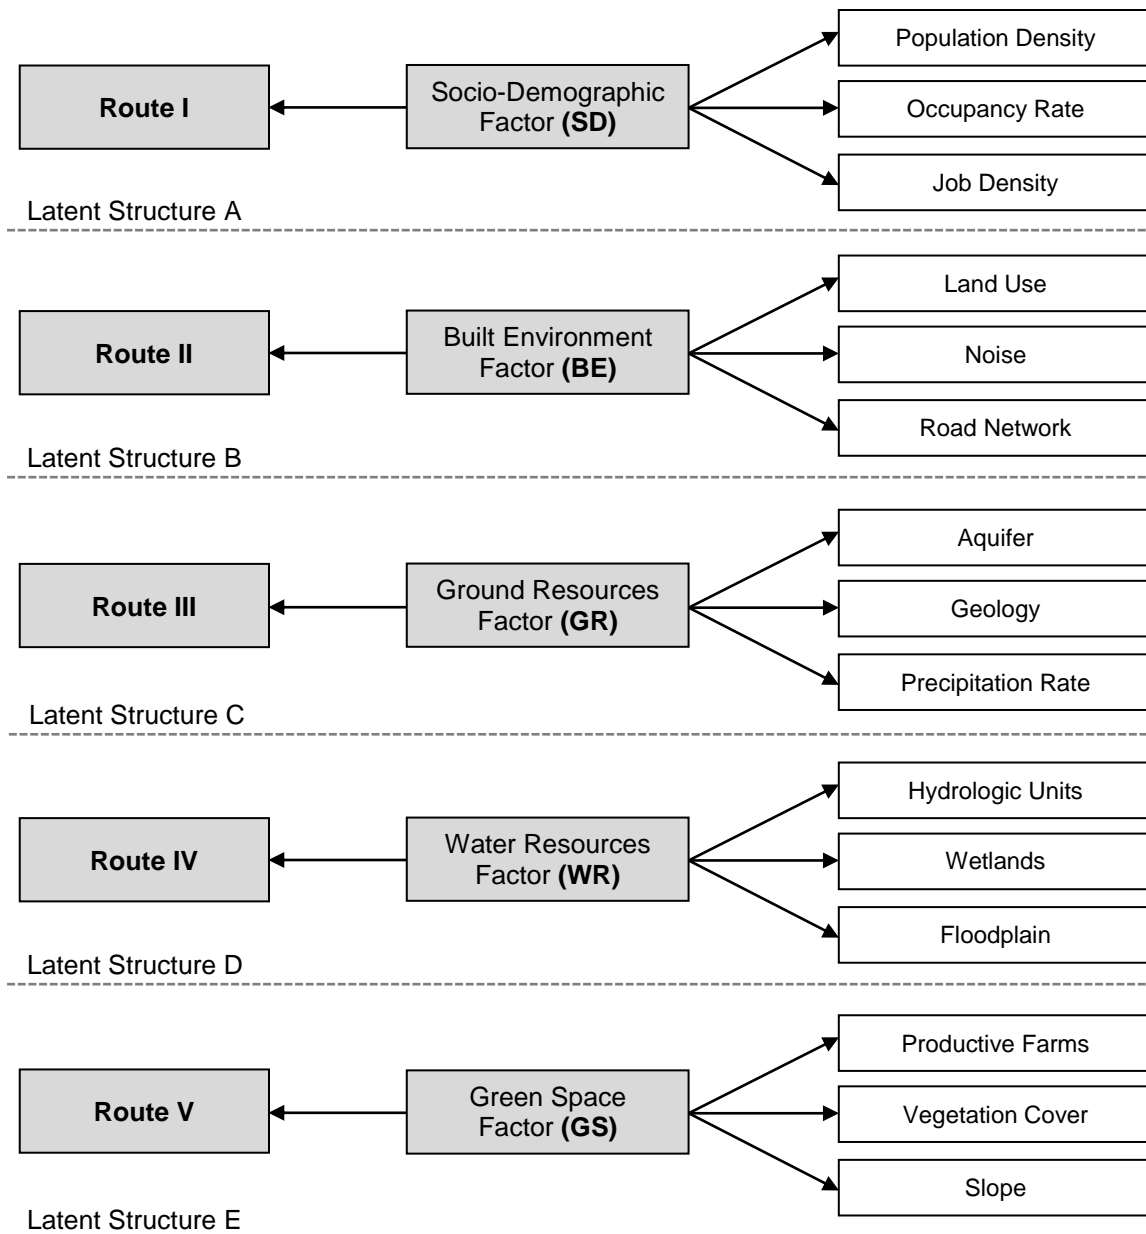 Population Density
Route I
Socio-Demographic
Factor (SD)
Occupancy Rate
Job Density
Latent Structure A
Land Use
Route II
Built Environment
Factor (BE)
Noise
Road Network
Latent Structure B
Aquifer
Route III
Ground Resources
Factor (GR)
Geology
Precipitation Rate
Latent Structure C
Hydrologic Units
Route IV
Water Resources
Factor (WR)
Wetlands
Floodplain
Latent Structure D
Productive Farms
Route V
Green Space
Factor (GS)
Vegetation Cover
Slope
Latent Structure E